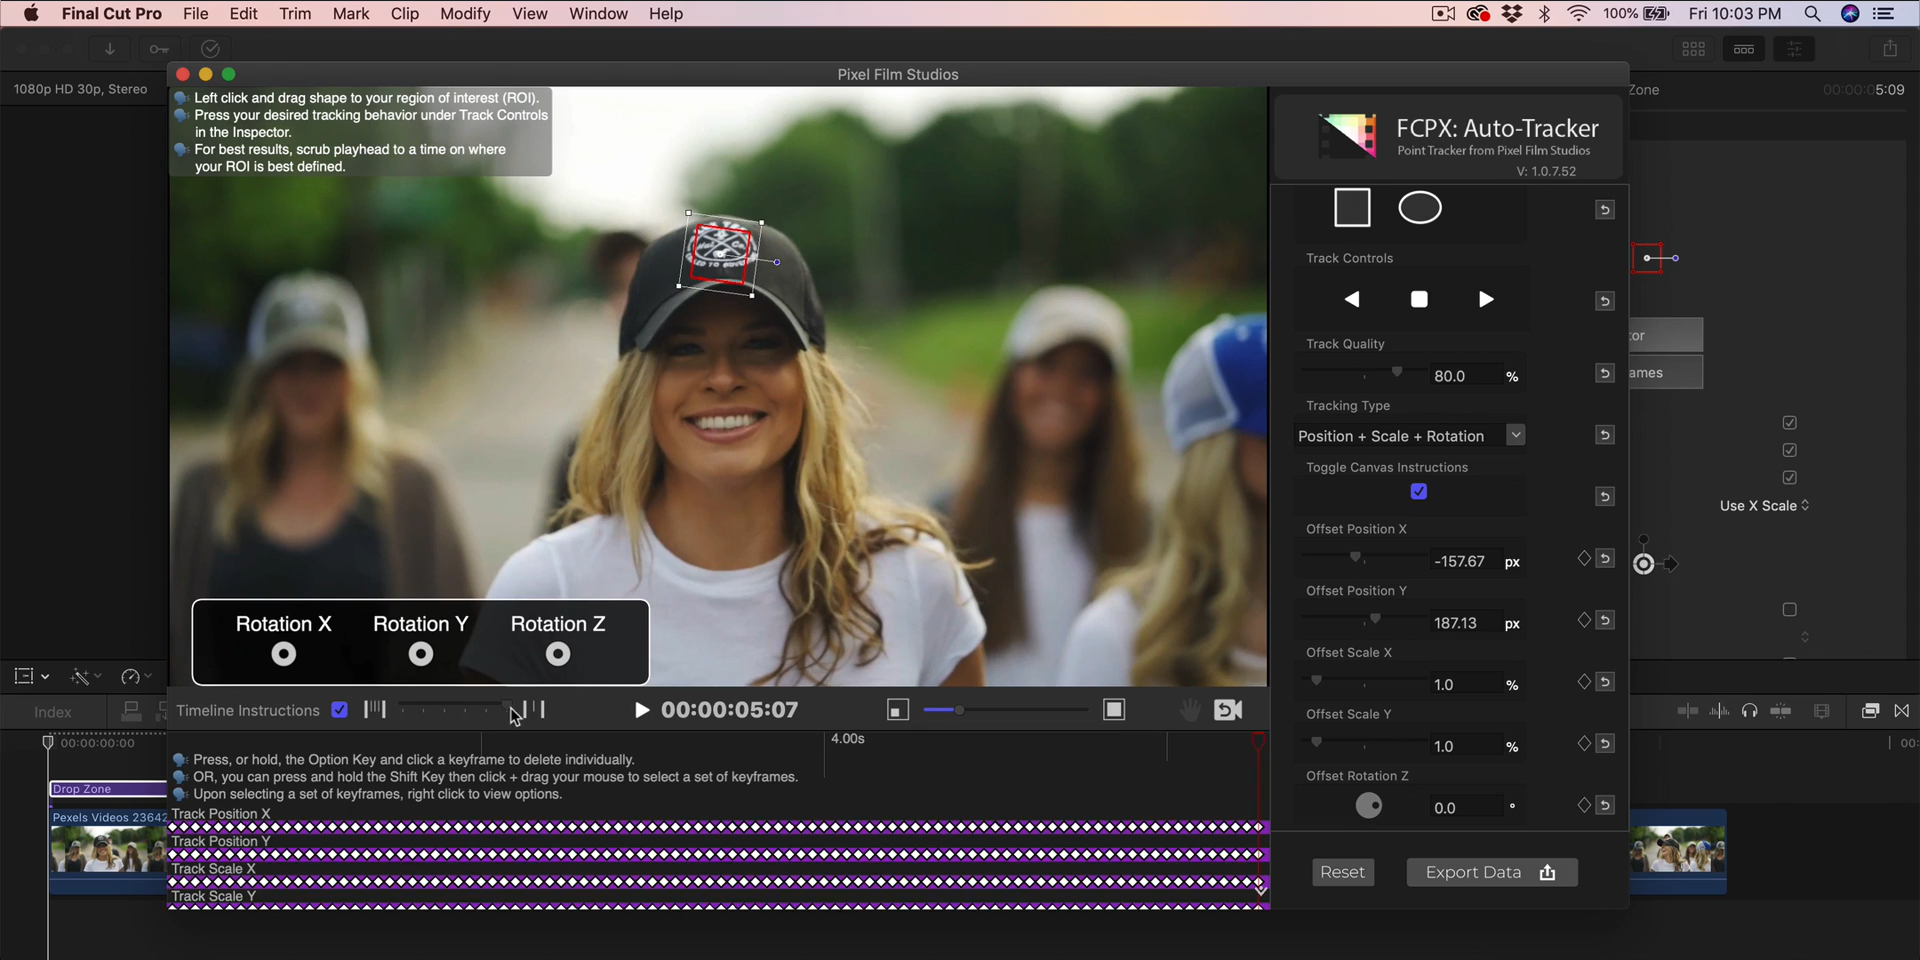 Final Cut Pro File Edit Trim Mark Clip Modify View Window Help
100% Fri 10:03 PM
1080p HD 30p, Stereo
Pixel Film Studios
Zone
00:00:05:09
Left click and drag shape to your region of interest (ROI).
Press your desired tracking behavior under Track Controls
in the Inspector.
For best results, scrub playhead to a time on where
your ROI is best defined.
FCPX: Auto-Tracker
Point Tracker from Pixel Film Studios
V: 1.0.7.52
Track Controls
Track Quality
80.0 %
Tracking Type
Position + Scale + Rotation
Toggle Canvas Instructions
Offset Position X
-157.67 px
Offset Position Y
187.13 px
Offset Scale X
1.0 %
Offset Scale Y
1.0 %
Offset Rotation Z
0.0 °
Reset
Export Data
tor
ames
Use X Scale
Rotation X Rotation Y Rotation Z
Timeline Instructions
00:00:05:07
Index
00:00:00:00
4.00s
00:
Press, or hold, the Option Key and click a keyframe to delete individually.
OR, you can press and hold the Shift Key then click + drag your mouse to select a set of keyframes.
Upon selecting a set of keyframes, right click to view options.
Track Position X
Track Position Y
Track Scale X
Track Scale Y
Drop Zone
Pexels Videos 23642